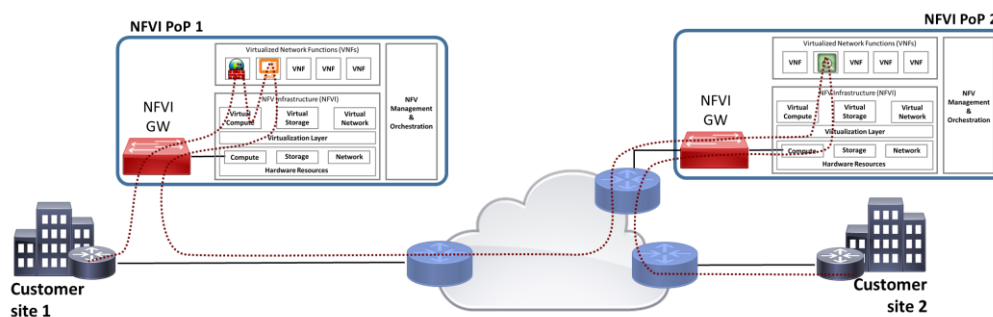 NFVI PoP 1
Virtualized Network Functions (VNFs)
VNF
VNF
VNF
NFV Infrastructure (NFVI)
Virtual
Compute
Virtual
Storage
Virtual
Network
Virtualization Layer
Compute
Storage
Network
Hardware Resources
NFV
Management
&
Orchestration
NFVI
GW
NFVI PoP 2
Virtualized Network Functions (VNFs)
VNF
VNF
VNF
VNF
NFV Infrastructure (NFVI)
Virtual
Compute
Virtual
Storage
Virtual
Network
Virtualization Layer
Compute
Storage
Network
Hardware Resources
NFV
Management
&
Orchestration
NFVI
GW
Customer
site 1
Customer
site 2